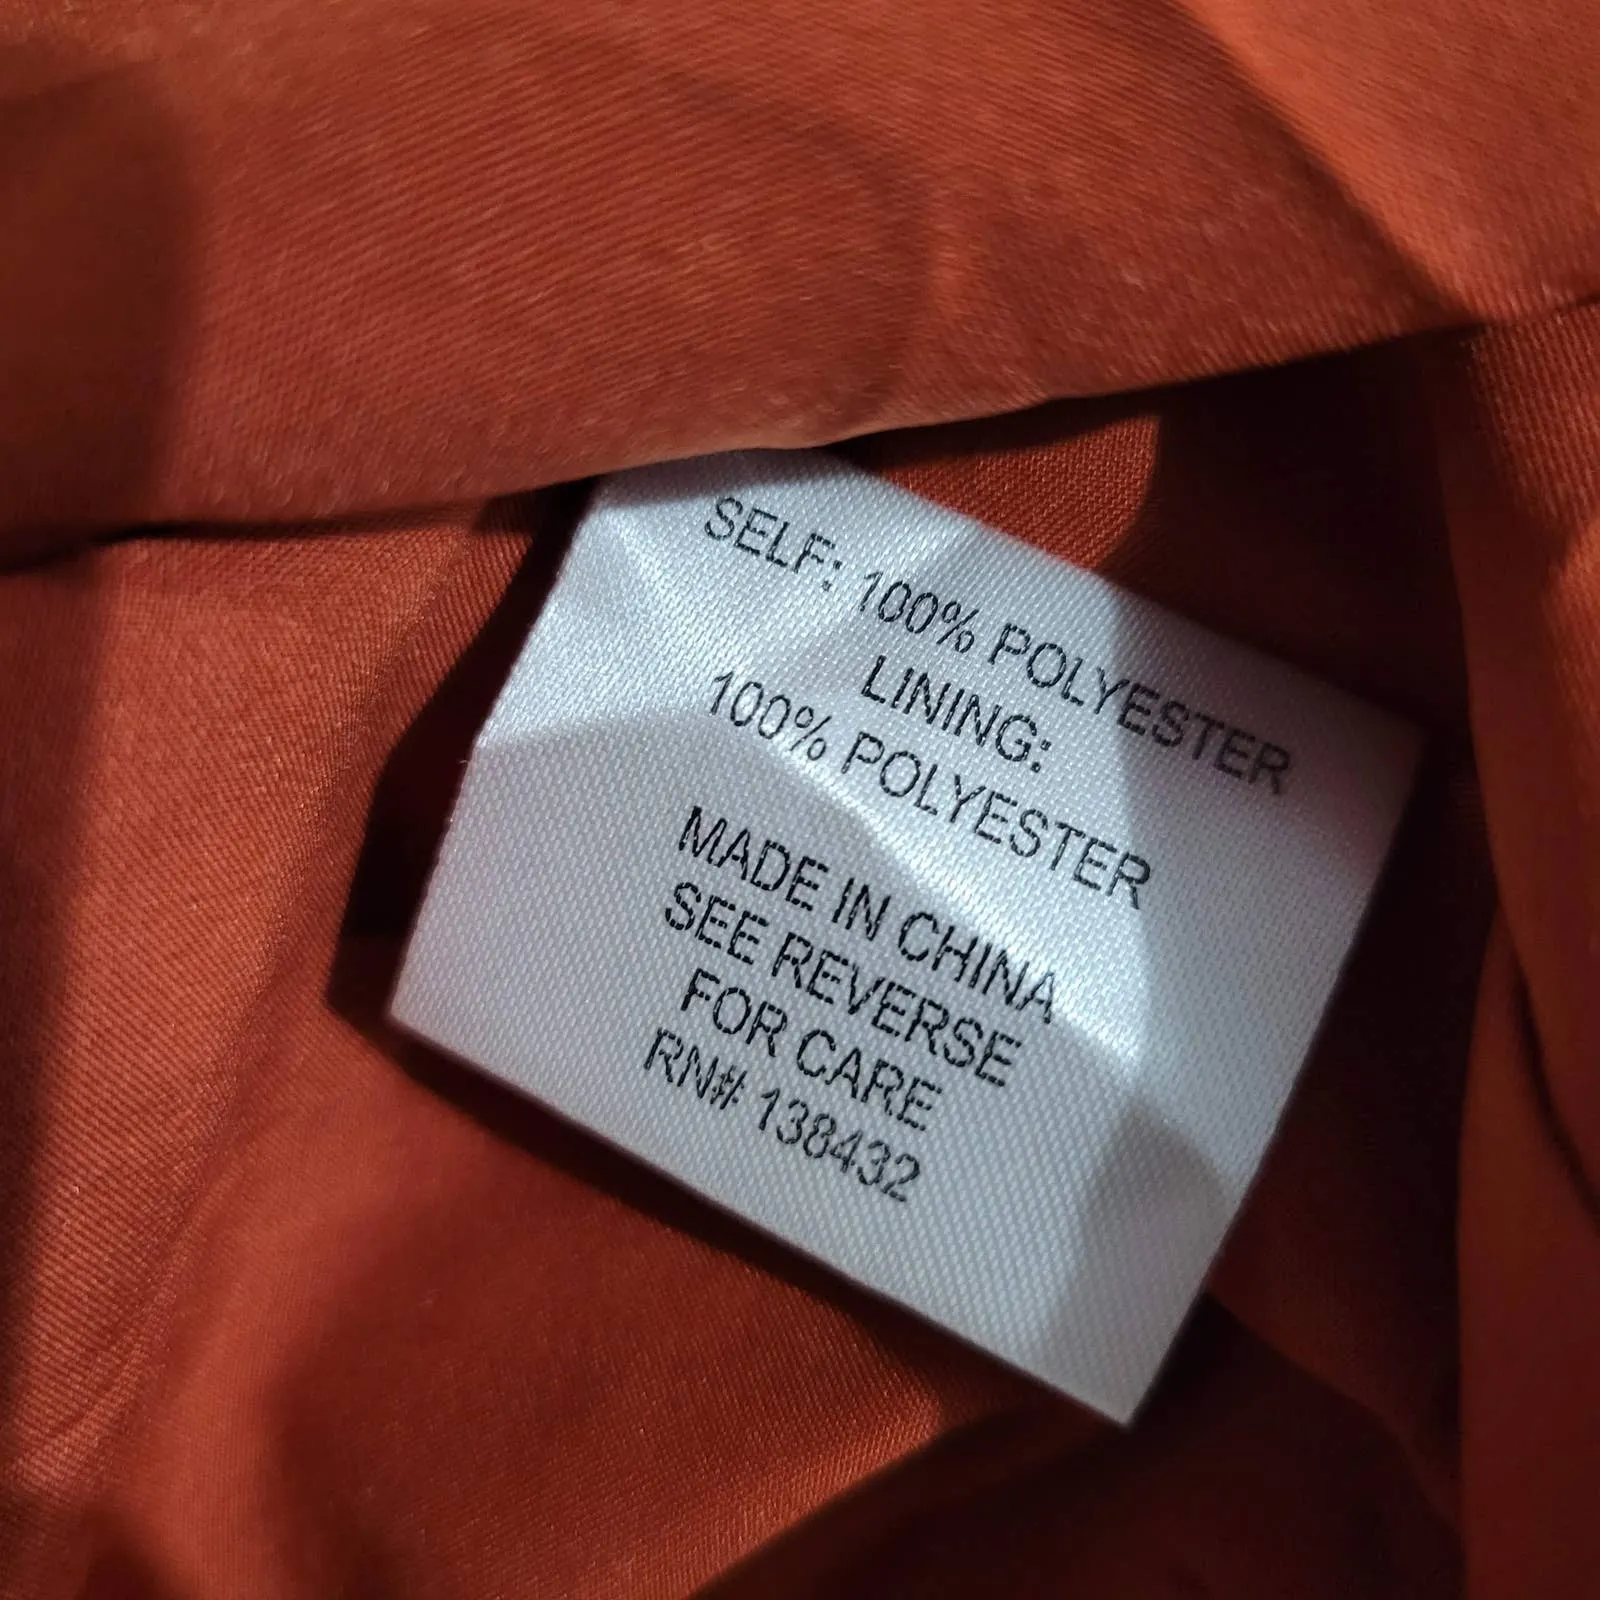 SELF: 100% POLYESTER
LINING:
100% POLYESTER
MADE IN CHINA
SEE REVERSE
FOR CARE
RN# 138432